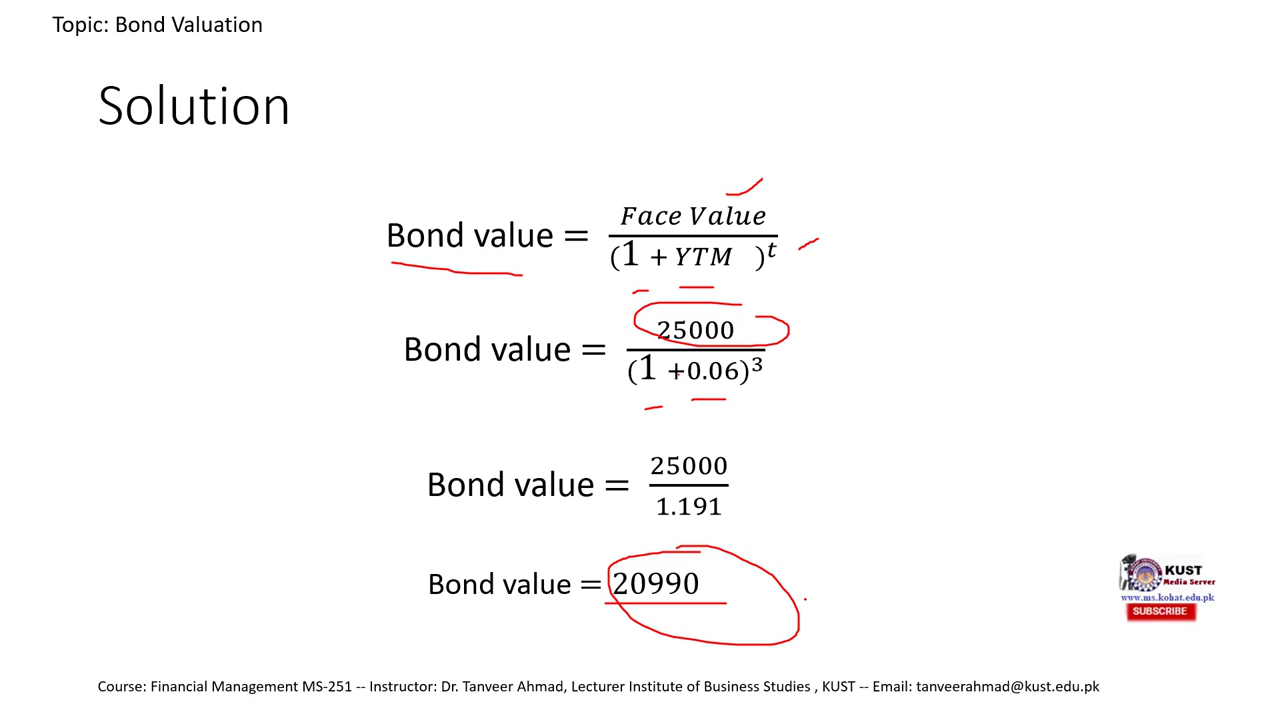 Topic: Bond Valuation
Solution
Bond value = Face Value / (1 + YTM )^t
Bond value = 25000 / (1 +0.06)^3
Bond value = 25000 / 1.191
Bond value = 20990
KUST
Media Server
www.ms.kohat.edu.pk
SUBSCRIBE
Course: Financial Management MS-251 -- Instructor: Dr. Tanveer Ahmad, Lecturer Institute of Business Studies , KUST -- Email: tanveerahmad@kust.edu.pk